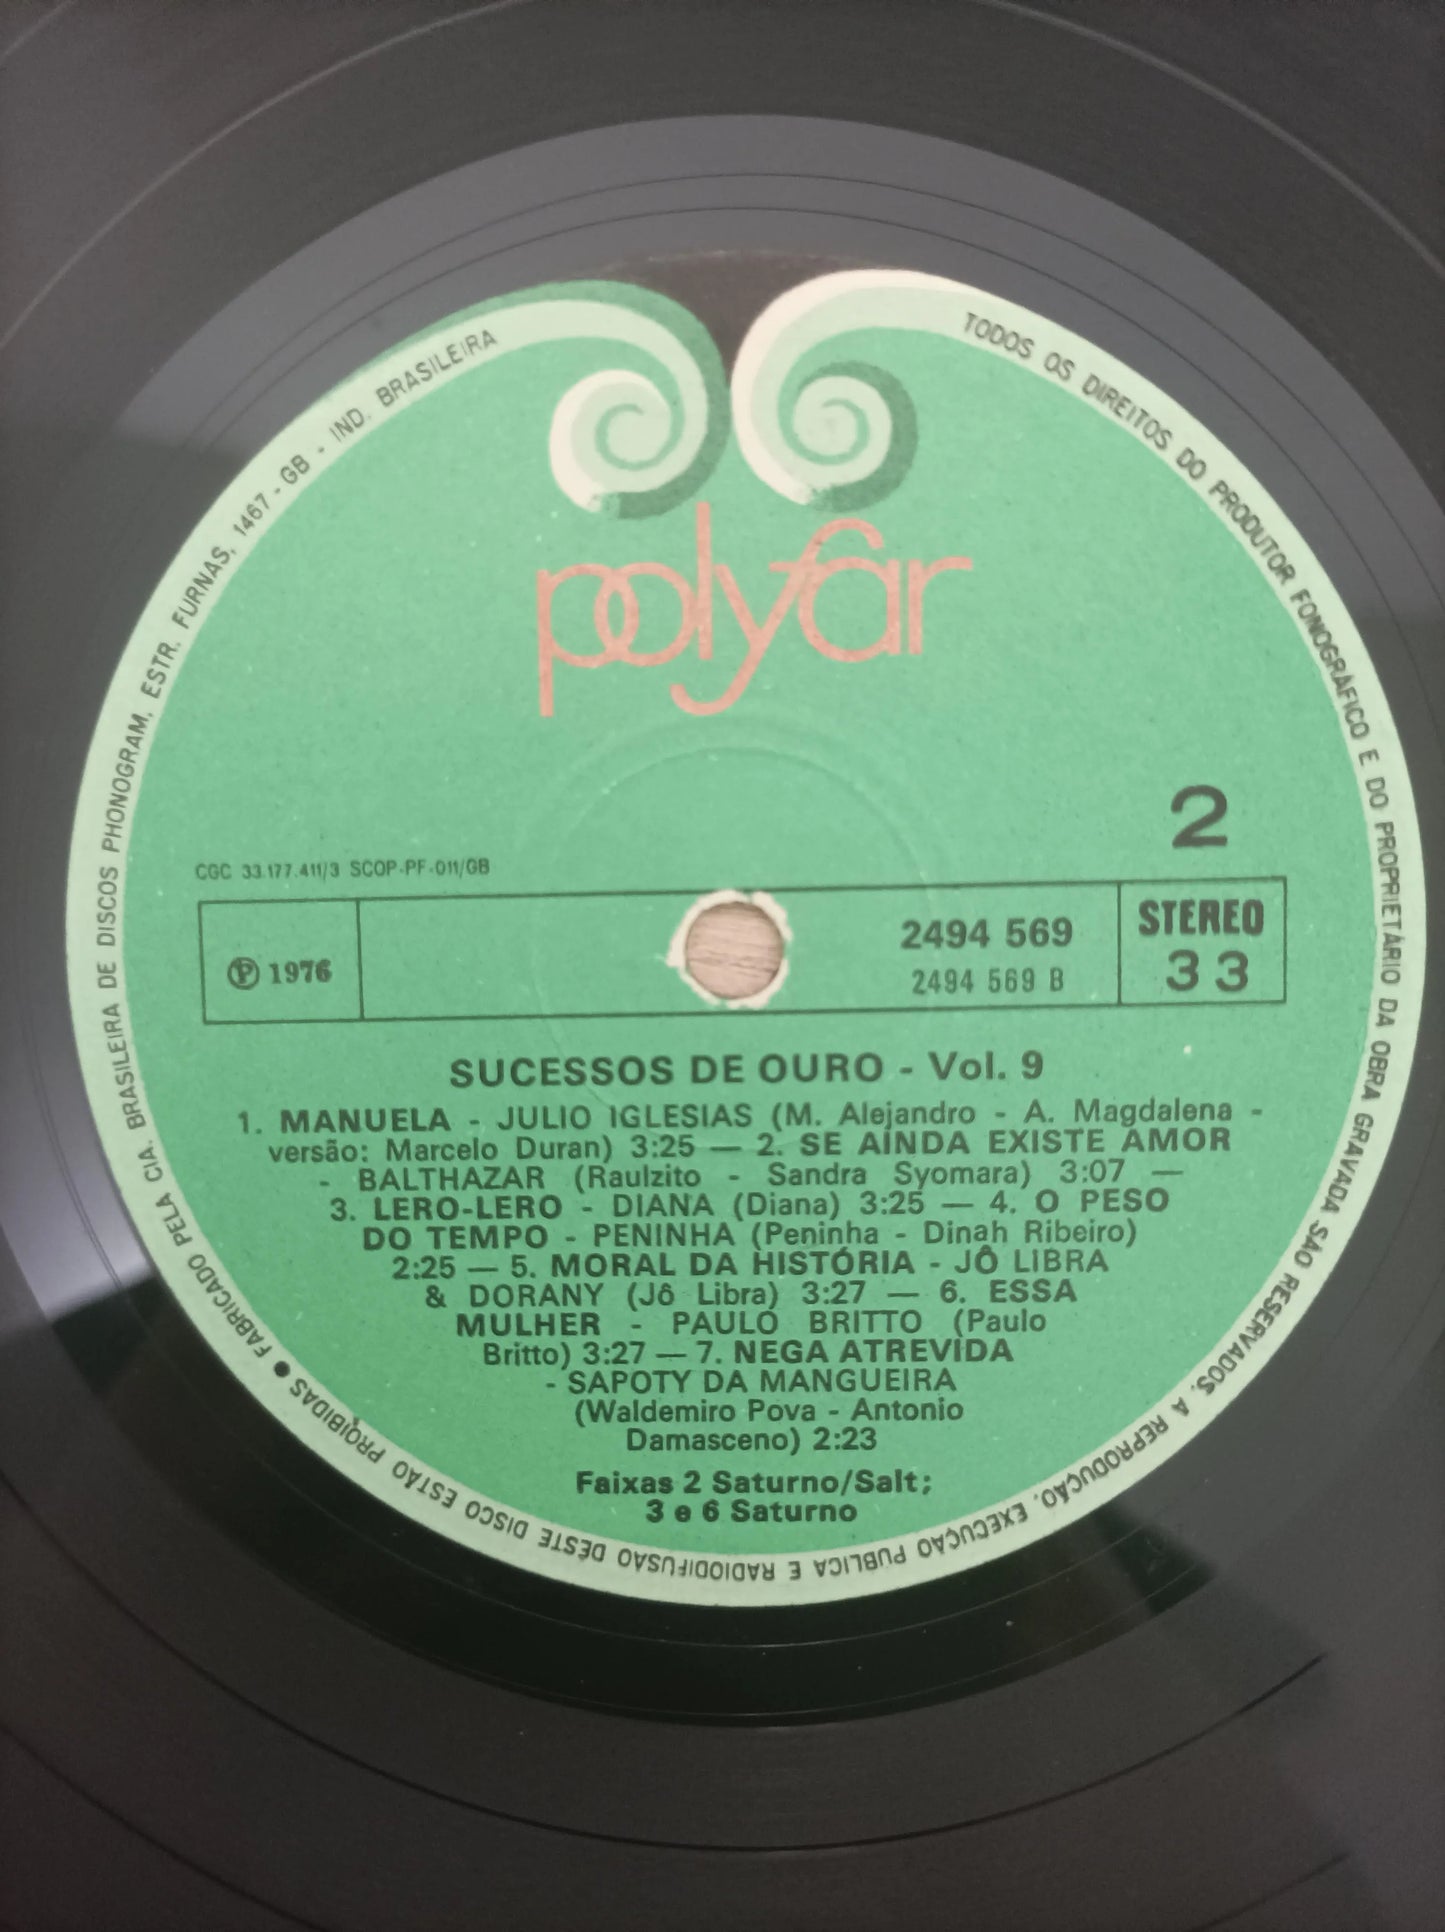 polyfar
2
CGC 33.177.411/3 SCOP-PF-011/GB
℗ 1976
2494 569
2494 569 B
STEREO
33
SUCESSOS DE OURO - Vol. 9
1. MANUELA - JULIO IGLESIAS (M. Alejandro - A. Magdalena -
versão: Marcelo Duran) 3:25 — 2. SE AINDA EXISTE AMOR
- BALTHAZAR (Raulzito - Sandra Syomara) 3:07 —
3. LERO-LERO - DIANA (Diana) 3:25 — 4. O PESO
DO TEMPO - PENINHA (Peninha - Dinah Ribeiro)
2:25 — 5. MORAL DA HISTÓRIA - JÔ LIBRA
& DORANY (Jô Libra) 3:27 — 6. ESSA
MULHER - PAULO BRITTO (Paulo
Britto) 3:27 — 7. NEGA ATREVIDA
- SAPOTY DA MANGUEIRA
(Waldemiro Pova - Antonio
Damasceno) 2:23
Faixas 2 Saturno/Salt;
3 e 6 Saturno
TODOS OS DIREITOS DO PRODUTOR FONOGRAFICO E DO PROPRIETARIO DA OBRA GRAVADA SÃO RESERVADOS. A REPRODUÇÃO, EXECUÇÃO PUBLICA E RADIODIFUSAO DESTE DISCO ESTÃO PROIBIDAS ● FABRICADO PELA CIA. BRASILEIRA DE DISCOS PHONOGRAM, ESTR. FURNAS, 1467 - GB - IND. BRASILEIRA